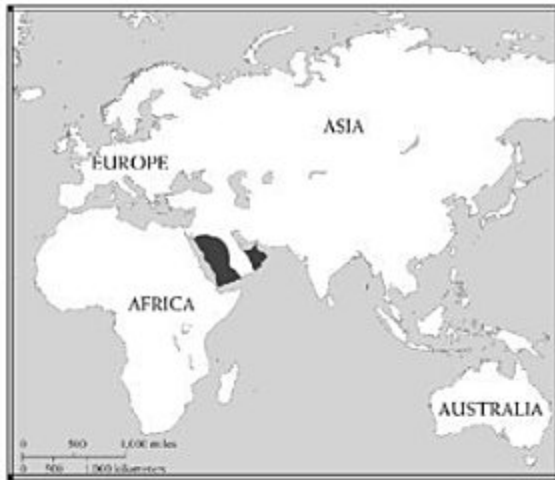 ASIA
EUROPE
AFRICA
AUSTRALIA
0 500 1,000 miles
0 500 1,000 kilometers